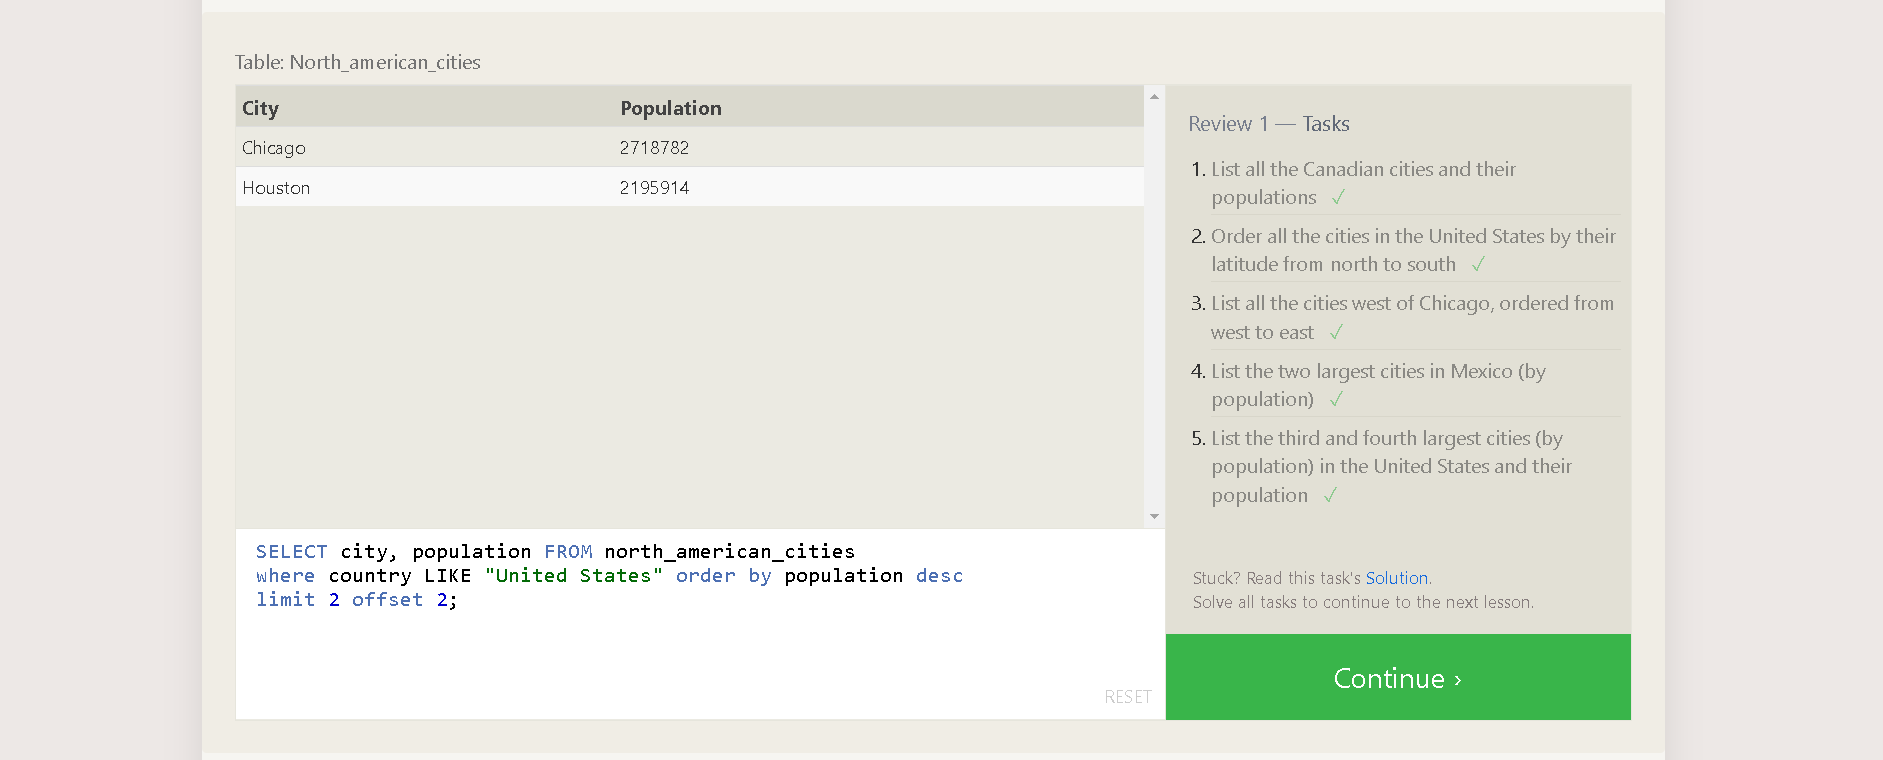 Table: North_american_cities
City Population
Chicago 2718782
Houston 2195914
SELECT city, population FROM north_american_cities
where country LIKE "United States" order by population desc
limit 2 offset 2;
RESET
Review 1 — Tasks
1. List all the Canadian cities and their
populations ✓
2. Order all the cities in the United States by their
latitude from north to south ✓
3. List all the cities west of Chicago, ordered from
west to east ✓
4. List the two largest cities in Mexico (by
population) ✓
5. List the third and fourth largest cities (by
population) in the United States and their
population ✓
Stuck? Read this task's Solution.
Solve all tasks to continue to the next lesson.
Continue ›